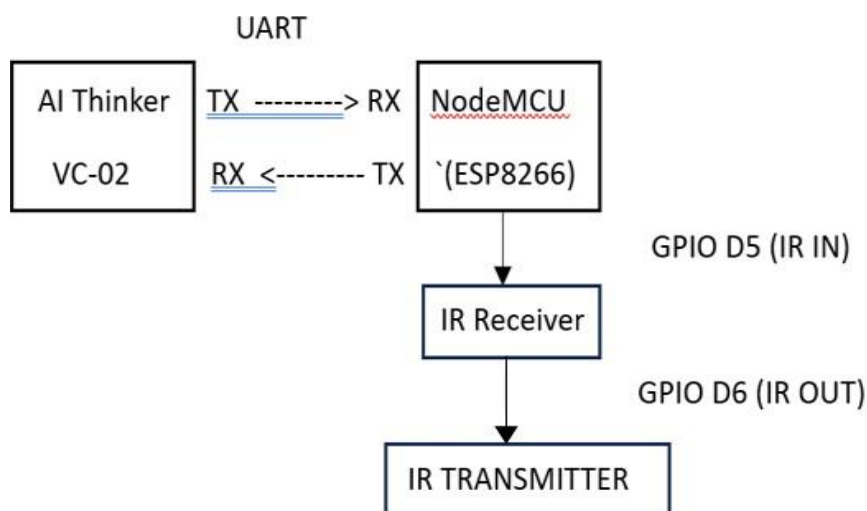 UART
AI Thinker TX ---------> RX NodeMCU
VC-02 RX <--------- TX `(ESP8266)
GPIO D5 (IR IN)
IR Receiver
GPIO D6 (IR OUT)
IR TRANSMITTER